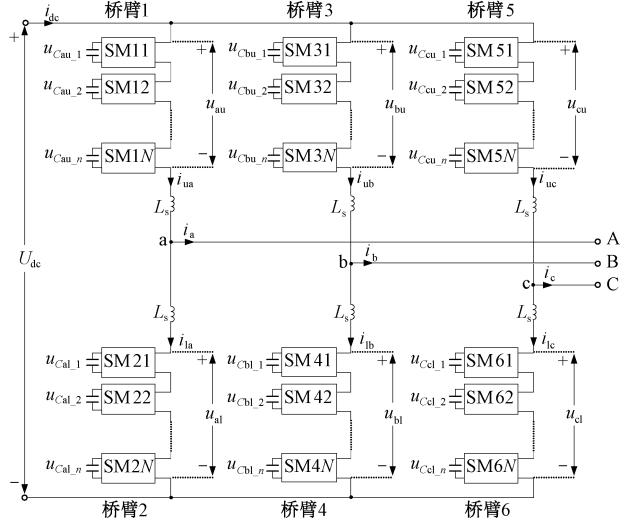 桥臂1 桥臂3 桥臂5
i_dc
+
u_Cau_1 SM11 + u_Cbu_1 SM31 + u_Ccu_1 SM51 +
u_Cau_2 SM12 u_Cbu_2 SM32 u_Ccu_2 SM52
u_au u_bu u_cu
u_Cau_n SM1N − u_Cbu_n SM3N − u_Ccu_n SM5N −
i_ua i_ub i_uc
L_s L_s L_s
a i_a A
U_dc b i_b B
c i_c C
L_s L_s L_s
i_la i_lb i_lc
u_Cal_1 SM21 + u_Cbl_1 SM41 + u_Ccl_1 SM61 +
u_Cal_2 SM22 u_Cbl_2 SM42 u_Ccl_2 SM62
u_al u_bl u_cl
u_Cal_n SM2N − u_Cbl_n SM4N − u_Ccl_n SM6N −
−
桥臂2 桥臂4 桥臂6